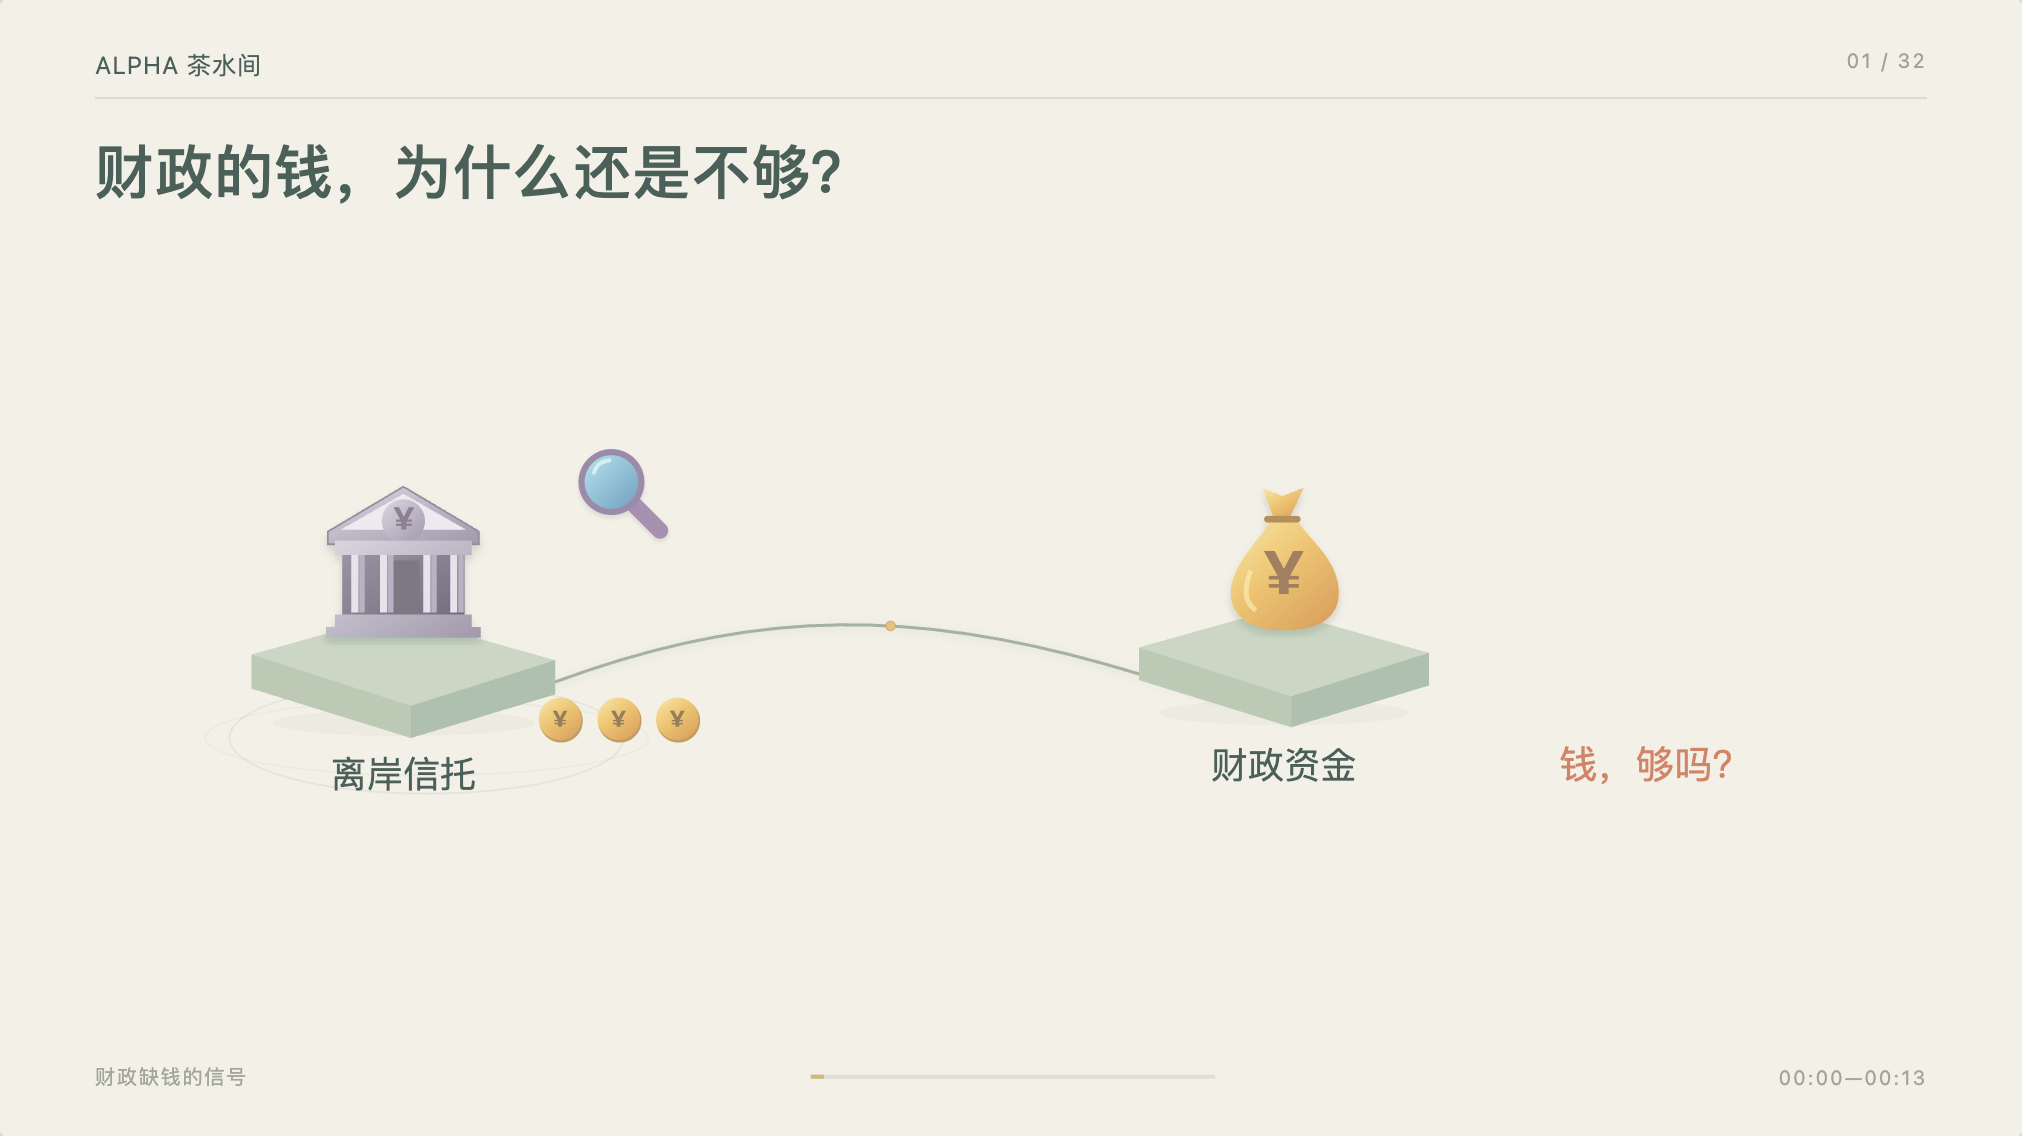 ALPHA 茶水间
01 / 32
财政的钱，为什么还是不够?
¥
¥
¥ ¥ ¥
离岸信托
财政资金
钱，够吗?
财政缺钱的信号
00:00—00:13